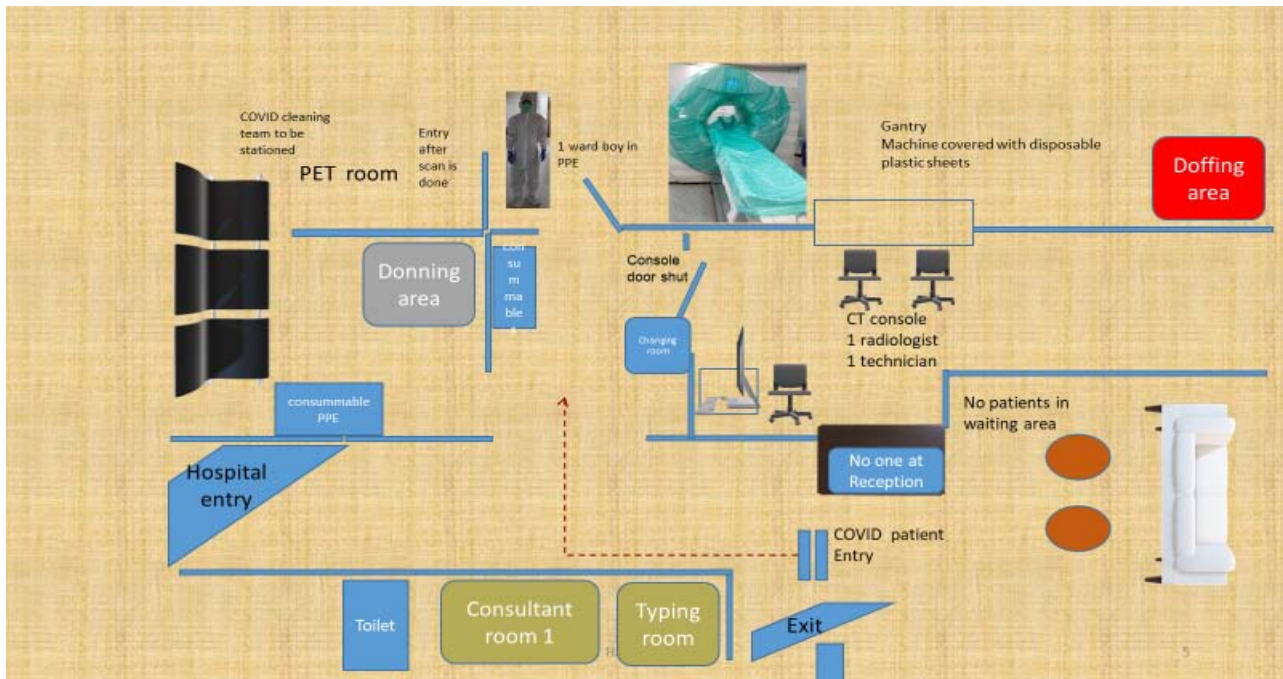 COVID cleaning
team to be
stationed
PET room
Entry
after
scan is
done
1 ward boy in
PPE
Gantry
Machine covered with disposable
plastic sheets
Doffing
area
Donning
area
su
m
ma
ble
Console
door shut
Changing
room
CT console
1 radiologist
1 technician
consummable
PPE
No patients in
waiting area
Hospital
entry
No one at
Reception
COVID patient
Entry
Toilet
Consultant
room 1
Typing
room
Exit
5